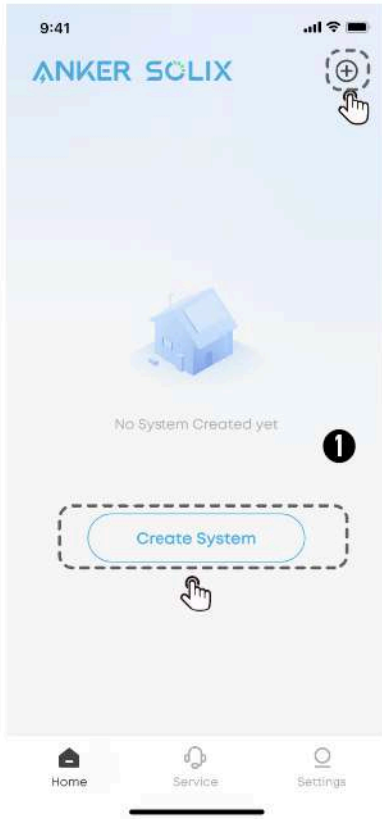 9:41
ANKER SOLIX
No System Created yet
1
Create System
Home
Service
Settings